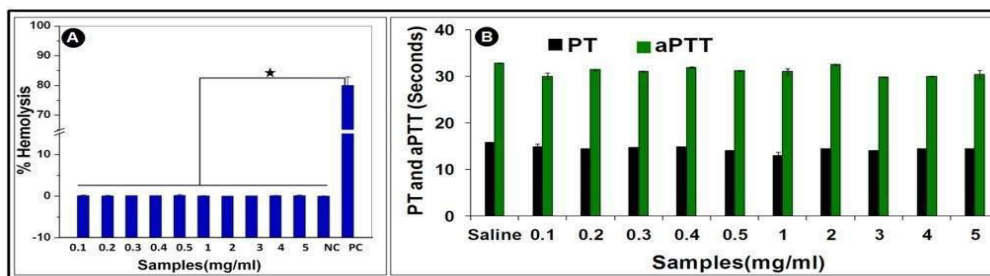 A
% Hemolysis
100
90
80
70
10
0
-10
0.1 0.2 0.3 0.4 0.5 1 2 3 4 5 NC PC
Samples(mg/ml)
B
PT aPTT
PT and aPTT (Seconds)
40
30
20
10
0
Saline 0.1 0.2 0.3 0.4 0.5 1 2 3 4 5
Samples(mg/ml)